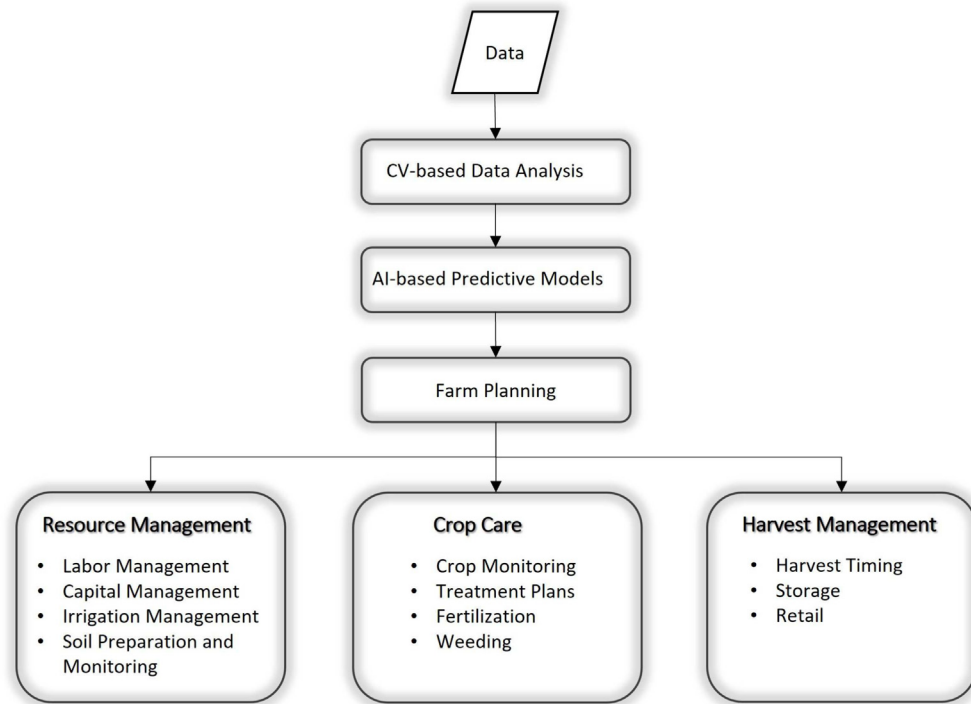 Data
CV-based Data Analysis
AI-based Predictive Models
Farm Planning
Resource Management
• Labor Management
• Capital Management
• Irrigation Management
• Soil Preparation and
Monitoring
Crop Care
• Crop Monitoring
• Treatment Plans
• Fertilization
• Weeding
Harvest Management
• Harvest Timing
• Storage
• Retail